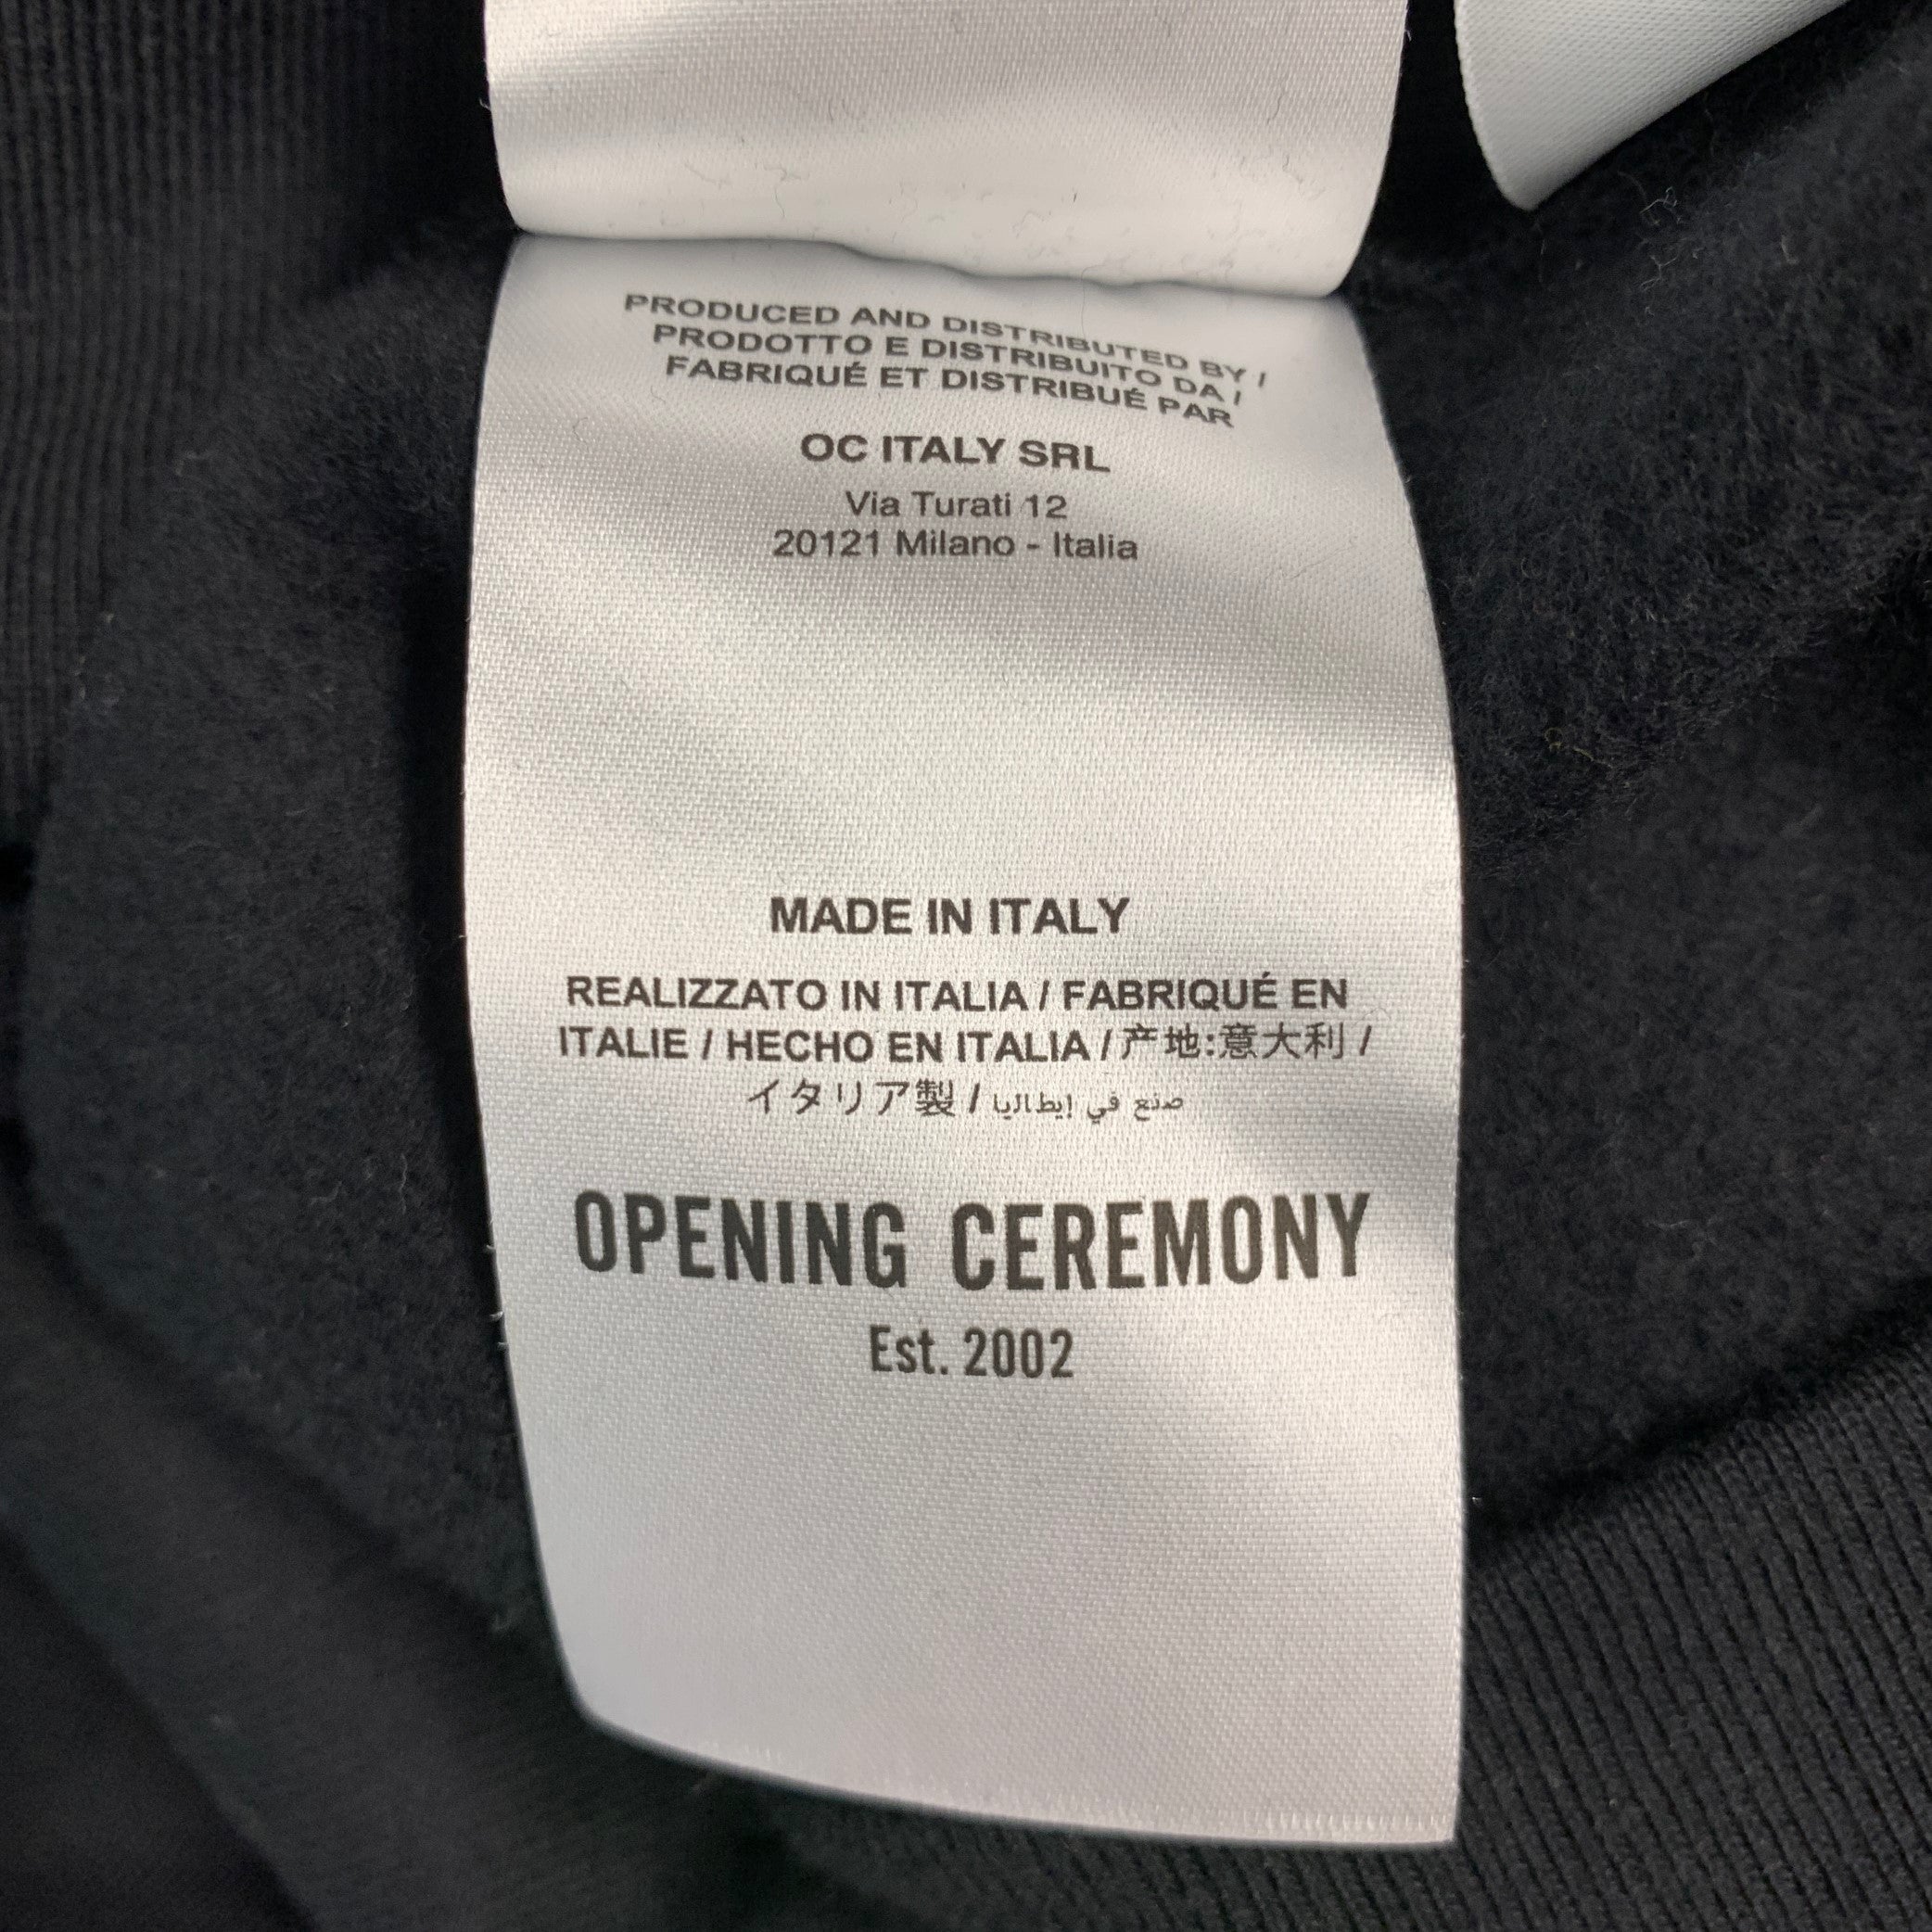 PRODUCED AND DISTRIBUTED BY /
PRODOTTO E DISTRIBUITO DA /
FABRIQUÉ ET DISTRIBUÉ PAR
OC ITALY SRL
Via Turati 12
20121 Milano - Italia
MADE IN ITALY
REALIZZATO IN ITALIA / FABRIQUÉ EN
ITALIE / HECHO EN ITALIA / 产地:意大利 /
イタリア製 / صنع في إيطاليا
OPENING CEREMONY
Est. 2002